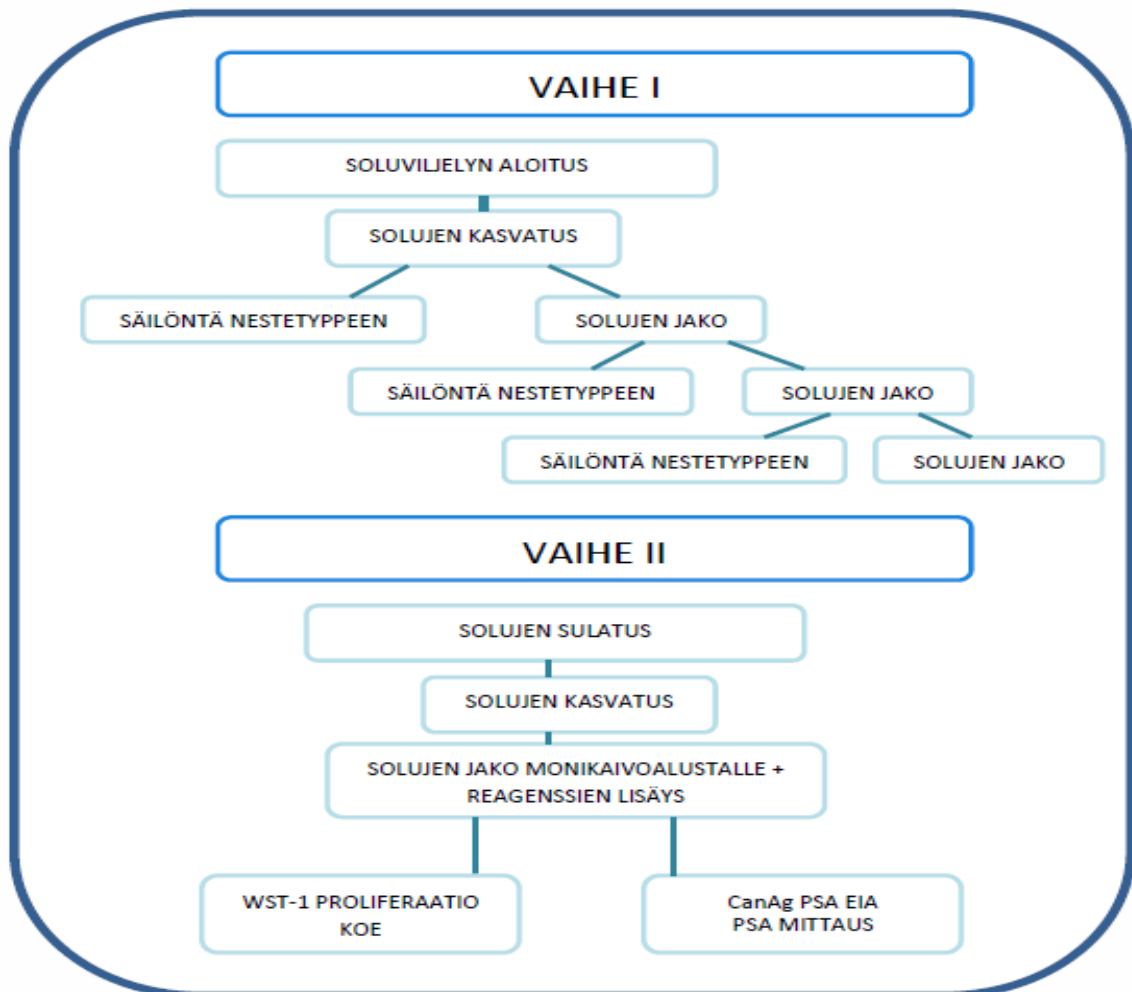 VAIHE I
SOLUVILJELYN ALOITUS
SOLUJEN KASVATUS
SÄILÖNTÄ NESTETYPPEEN
SOLUJEN JAKO
SÄILÖNTÄ NESTETYPPEEN
SOLUJEN JAKO
SÄILÖNTÄ NESTETYPPEEN
SOLUJEN JAKO
VAIHE II
SOLUJEN SULATUS
SOLUJEN KASVATUS
SOLUJEN JAKO MONIKAIVOALUSTALLE +
REAGENSSIEN LISÄYS
WST-1 PROLIFERAATIO
KOE
CanAg PSA EIA
PSA MITTAUS